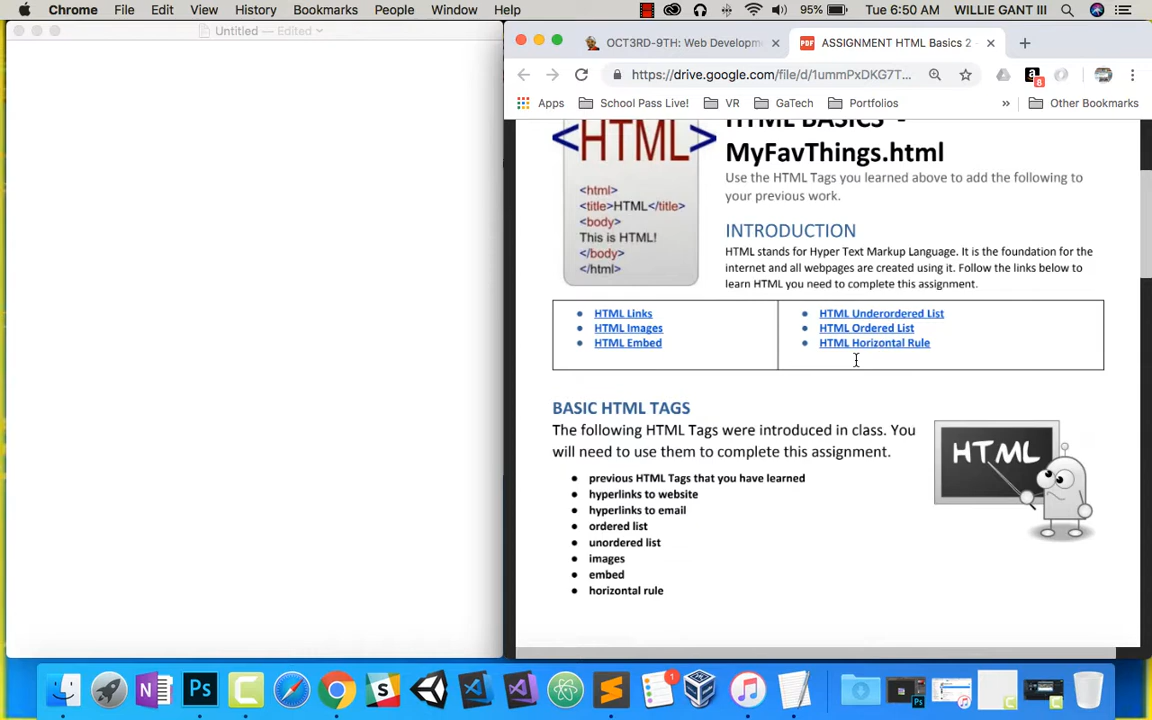 Chrome File Edit View History Bookmarks People Window Help 95% Tue 6:50 AM WILLIE GANT III
Untitled — Edited
OCT3RD-9TH: Web Developm
PDF ASSIGNMENT HTML Basics 2
https://drive.google.com/file/d/1ummPxDKG7T...
a 8
Apps School Pass Live! VR GaTech Portfolios » Other Bookmarks
<HTML>
<html>
<title>HTML</title>
<body>
This is HTML!
</body>
</html>
HTML BASICS -
MyFavThings.html
Use the HTML Tags you learned above to add the following to
your previous work.
INTRODUCTION
HTML stands for Hyper Text Markup Language. It is the foundation for the
internet and all webpages are created using it. Follow the links below to
learn HTML you need to complete this assignment.
• HTML Links
• HTML Images
• HTML Embed
• HTML Underordered List
• HTML Ordered List
• HTML Horizontal Rule
BASIC HTML TAGS
The following HTML Tags were introduced in class. You
will need to use them to complete this assignment.
HTML
• previous HTML Tags that you have learned
• hyperlinks to website
• hyperlinks to email
• ordered list
• unordered list
• images
• embed
• horizontal rule
N Ps C S 1 Ps